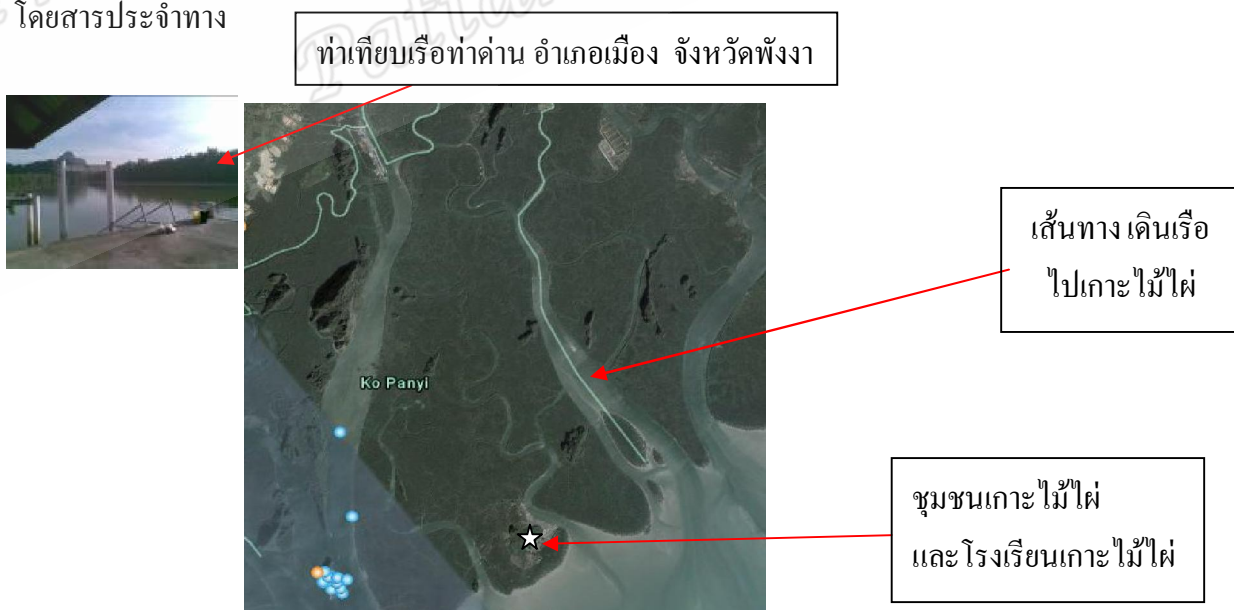 โดยสารประจำทาง
ท่าเทียบเรือท่าด่าน อำเภอเมือง จังหวัดพังงา
เส้นทาง เดินเรือ
ไปเกาะไม้ไผ่
Ko Panyi
ชุมชนเกาะไม้ไผ่
และโรงเรียนเกาะไม้ไผ่